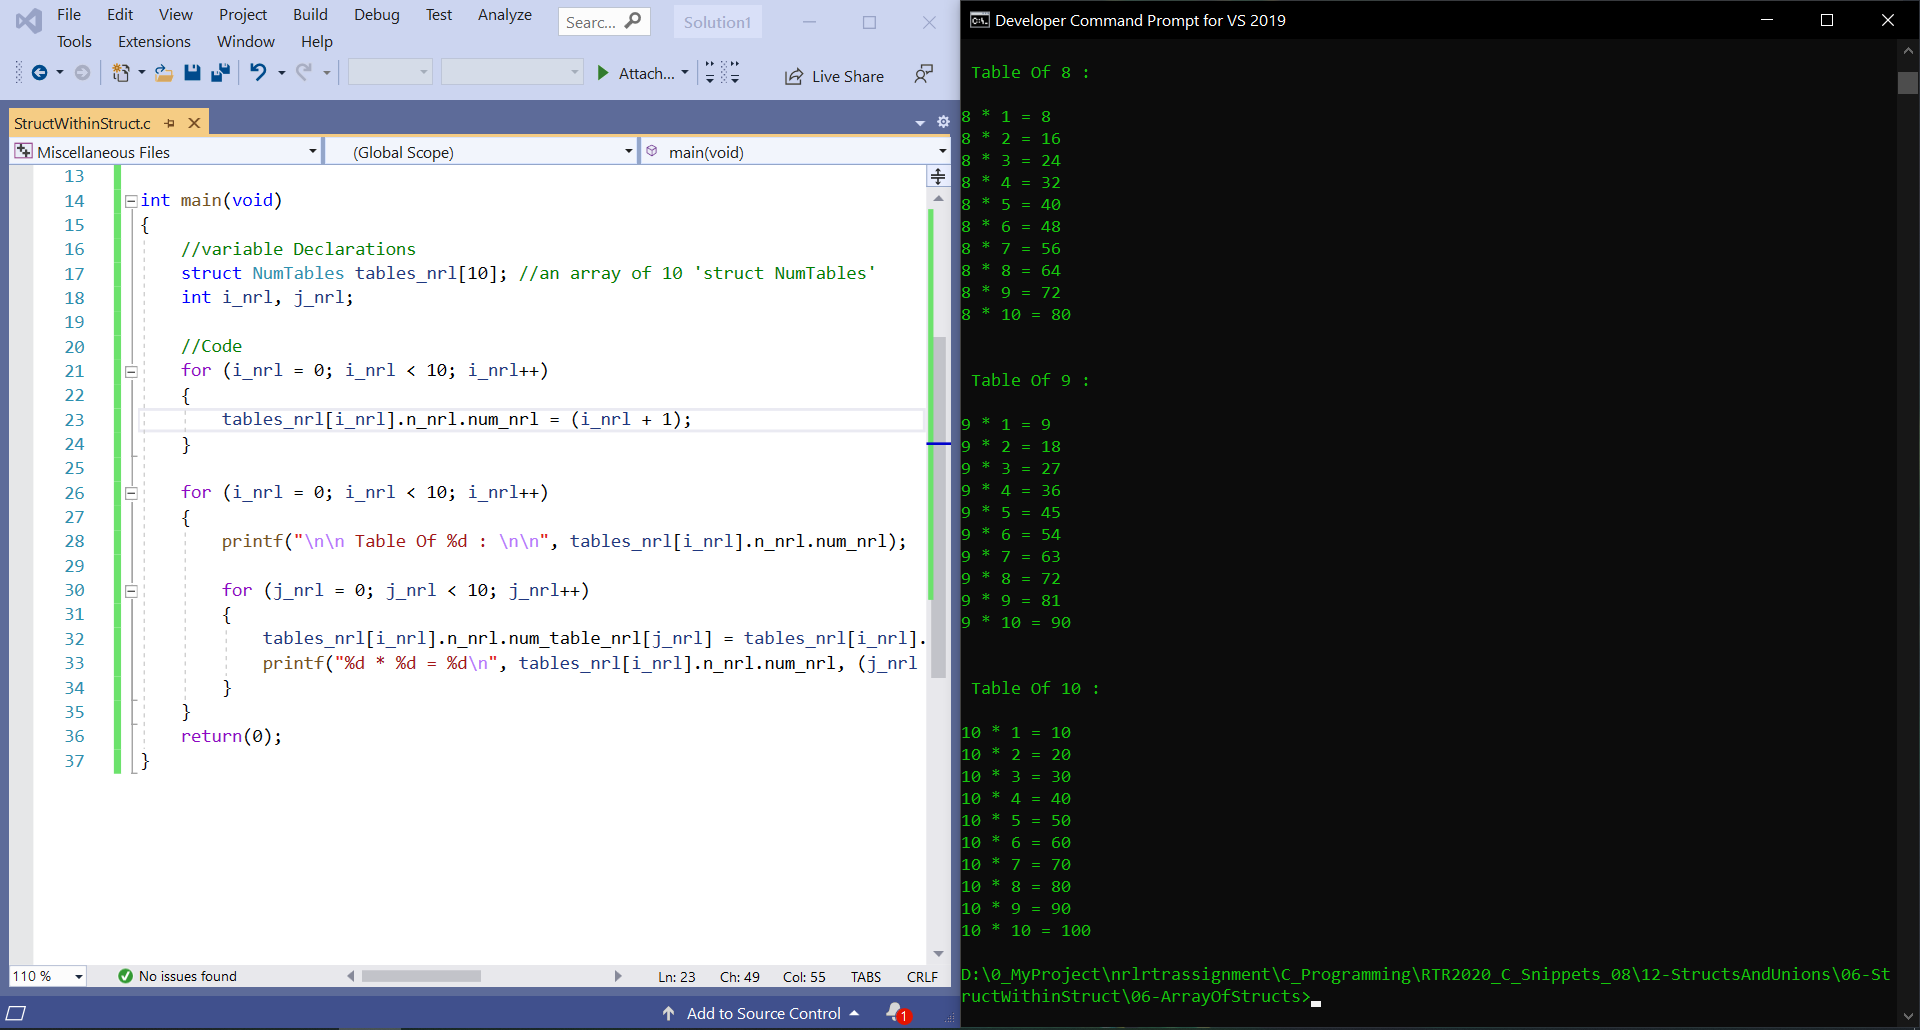 File Edit View Project Build Debug Test Analyze Searc... Solution1
Tools Extensions Window Help
Attach... Live Share
StructWithinStruct.c
Miscellaneous Files (Global Scope) main(void)
13
14 int main(void)
15 {
16 //variable Declarations
17 struct NumTables tables_nrl[10]; //an array of 10 'struct NumTables'
18 int i_nrl, j_nrl;
19
20 //Code
21 for (i_nrl = 0; i_nrl < 10; i_nrl++)
22 {
23 tables_nrl[i_nrl].n_nrl.num_nrl = (i_nrl + 1);
24 }
25
26 for (i_nrl = 0; i_nrl < 10; i_nrl++)
27 {
28 printf("\n\n Table Of %d : \n\n", tables_nrl[i_nrl].n_nrl.num_nrl);
29
30 for (j_nrl = 0; j_nrl < 10; j_nrl++)
31 {
32 tables_nrl[i_nrl].n_nrl.num_table_nrl[j_nrl] = tables_nrl[i_nrl].
33 printf("%d * %d = %d\n", tables_nrl[i_nrl].n_nrl.num_nrl, (j_nrl
34 }
35 }
36 return(0);
37 }
110 % No issues found Ln: 23 Ch: 49 Col: 55 TABS CRLF
Add to Source Control 1
Developer Command Prompt for VS 2019
Table Of 8 :
8 * 1 = 8
8 * 2 = 16
8 * 3 = 24
8 * 4 = 32
8 * 5 = 40
8 * 6 = 48
8 * 7 = 56
8 * 8 = 64
8 * 9 = 72
8 * 10 = 80
Table Of 9 :
9 * 1 = 9
9 * 2 = 18
9 * 3 = 27
9 * 4 = 36
9 * 5 = 45
9 * 6 = 54
9 * 7 = 63
9 * 8 = 72
9 * 9 = 81
9 * 10 = 90
Table Of 10 :
10 * 1 = 10
10 * 2 = 20
10 * 3 = 30
10 * 4 = 40
10 * 5 = 50
10 * 6 = 60
10 * 7 = 70
10 * 8 = 80
10 * 9 = 90
10 * 10 = 100
D:\0_MyProject\nrlrtrassignment\C_Programming\RTR2020_C_Snippets_08\12-StructsAndUnions\06-St
ructWithinStruct\06-ArrayOfStructs>